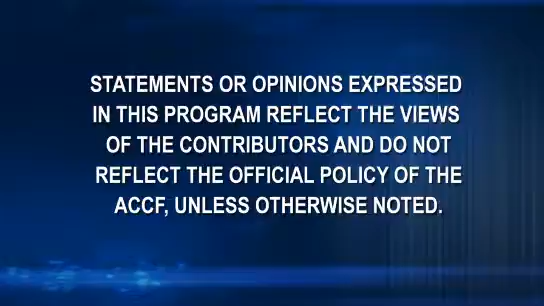 STATEMENTS OR OPINIONS EXPRESSED
IN THIS PROGRAM REFLECT THE VIEWS
OF THE CONTRIBUTORS AND DO NOT
REFLECT THE OFFICIAL POLICY OF THE
ACCF, UNLESS OTHERWISE NOTED.